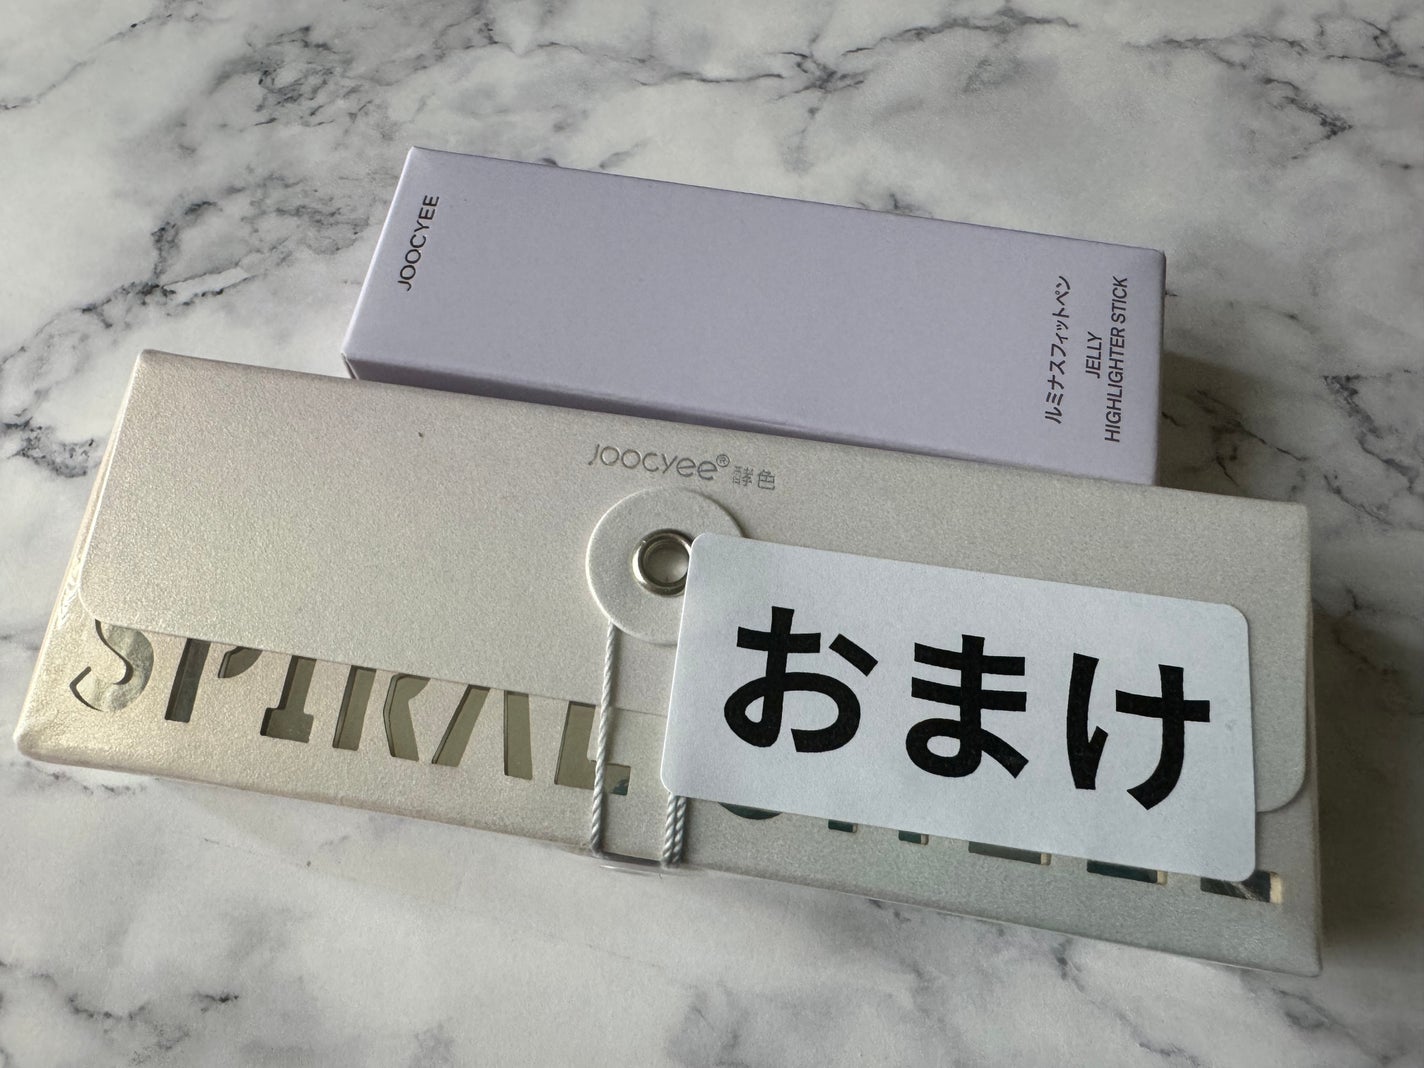 JOOCYEE
ルミナスフィットペン
JELLY
HIGHLIGHTER STICK
JOOCYEE® 酵色
SPIRAL
おまけ